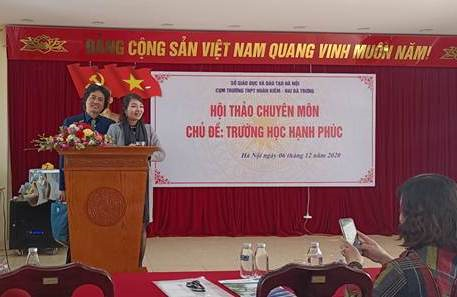 ĐẢNG CỘNG SẢN VIỆT NAM QUANG VINH MUÔN NĂM!
SỞ GIÁO DỤC VÀ ĐÀO TẠO HÀ NỘI
CỤM TRƯỜNG THPT HOÀN KIẾM - HAI BÀ TRƯNG
HỘI THẢO CHUYÊN MÔN
CHỦ ĐỀ: TRƯỜNG HỌC HẠNH PHÚC
Hà Nội ngày 06 tháng 12 năm 2020